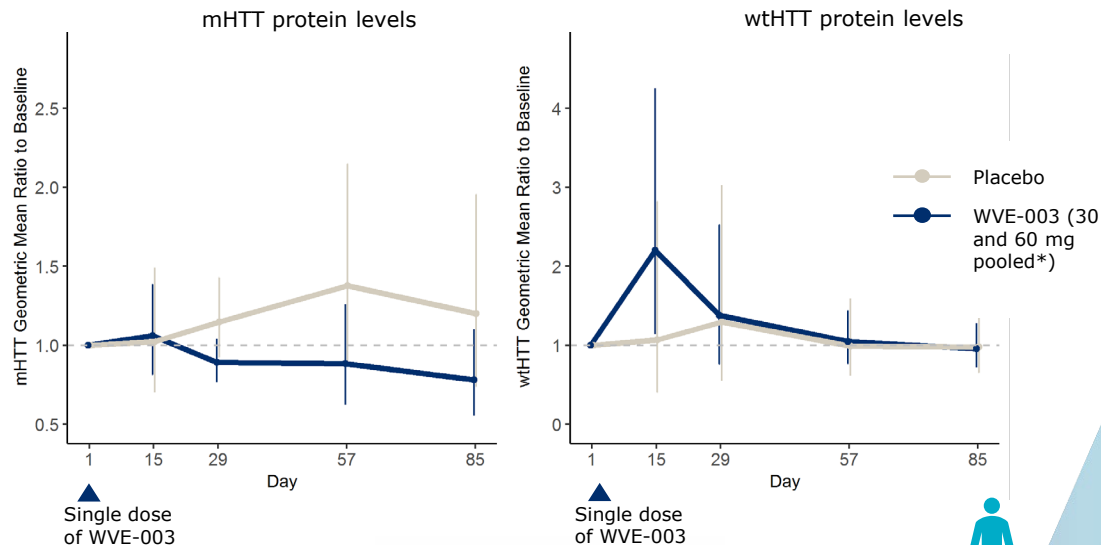 mHTT protein levels
mHTT Geometric Mean Ratio to Baseline
2.5
2.0
1.5
1.0
0.5
1 15 29 57 85
Day
Single dose
of WVE-003
wtHTT protein levels
wtHTT Geometric Mean Ratio to Baseline
4
3
2
1
0
1 15 29 57 85
Day
Single dose
of WVE-003
Placebo
WVE-003 (30
and 60 mg
pooled*)